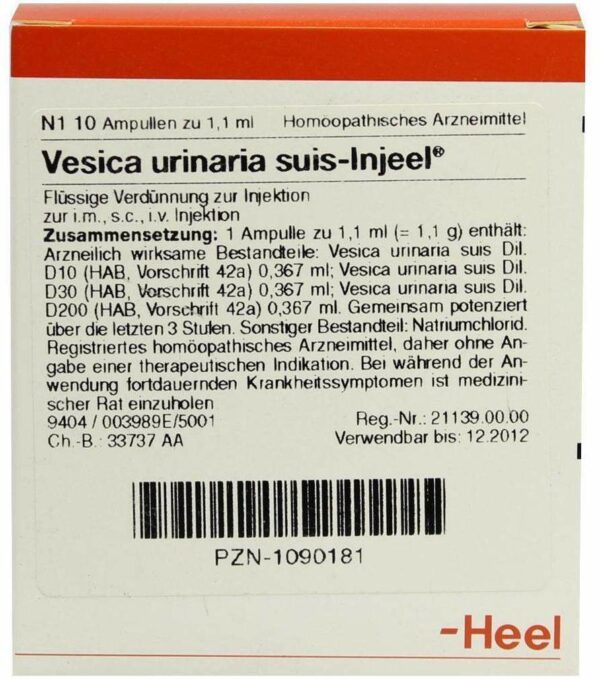 N1 10 Ampullen zu 1,1 ml Homöopathisches Arzneimittel
Vesica urinaria suis-Injeel®
Flüssige Verdünnung zur Injektion
zur i.m., s.c., i.v. Injektion
Zusammensetzung: 1 Ampulle zu 1,1 ml (= 1,1 g) enthält:
Arzneilich wirksame Bestandteile: Vesica urinaria suis Dil.
D10 (HAB, Vorschrift 42a) 0,367 ml; Vesica urinaria suis Dil.
D30 (HAB, Vorschrift 42a) 0,367 ml; Vesica urinaria suis Dil.
D200 (HAB, Vorschrift 42a) 0,367 ml. Gemeinsam potenziert
über die letzten 3 Stufen. Sonstiger Bestandteil: Natriumchlorid.
Registriertes homöopathisches Arzneimittel, daher ohne An-
gabe einer therapeutischen Indikation. Bei während der An-
wendung fortdauernden Krankheitssymptomen ist medizini-
scher Rat einzuholen
9404 / 003989E/5001 Reg.-Nr.: 21139.00.00
Ch.-B.: 33737 AA Verwendbar bis: 12.2012
PZN-1090181
-Heel